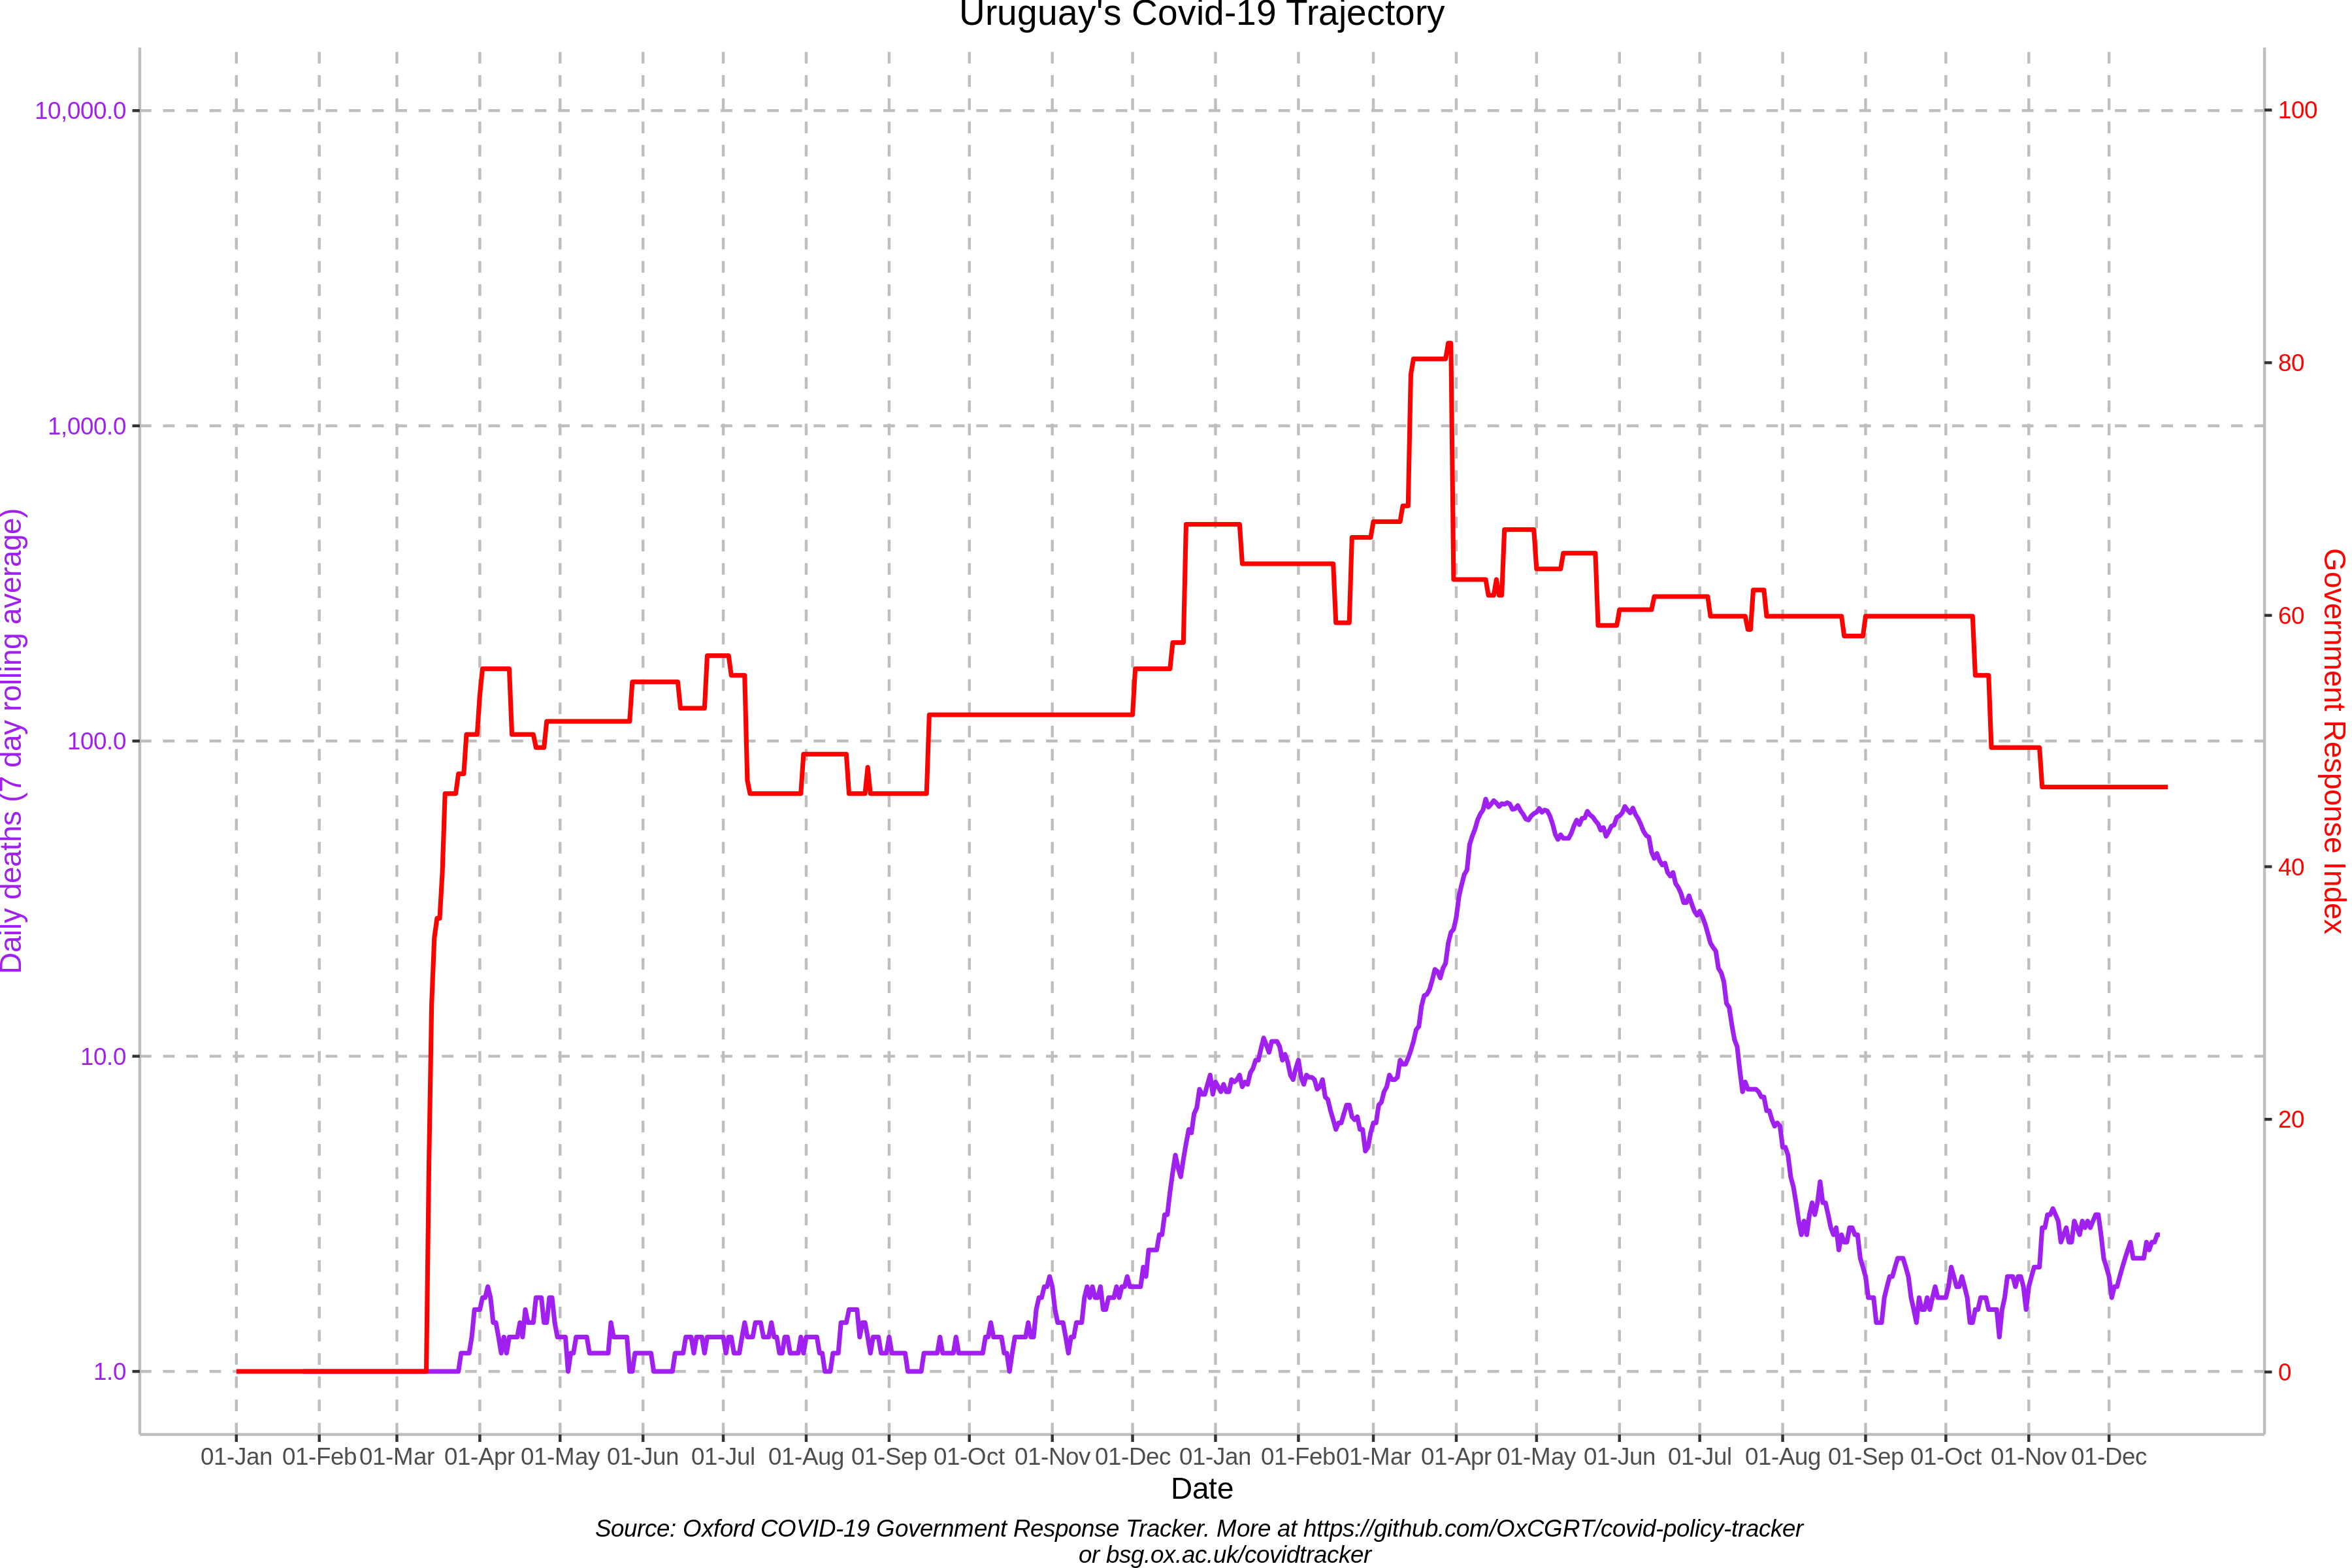 Uruguay's Covid-19 Trajectory
10,000.0
1,000.0
100.0
10.0
1.0
Daily deaths (7 day rolling average)
100
80
60
40
20
0
Government Response Index
01-Jan 01-Feb 01-Mar 01-Apr 01-May 01-Jun 01-Jul 01-Aug 01-Sep 01-Oct 01-Nov 01-Dec 01-Jan 01-Feb 01-Mar 01-Apr 01-May 01-Jun 01-Jul 01-Aug 01-Sep 01-Oct 01-Nov 01-Dec
Date
Source: Oxford COVID-19 Government Response Tracker. More at https://github.com/OxCGRT/covid-policy-tracker
or bsg.ox.ac.uk/covidtracker